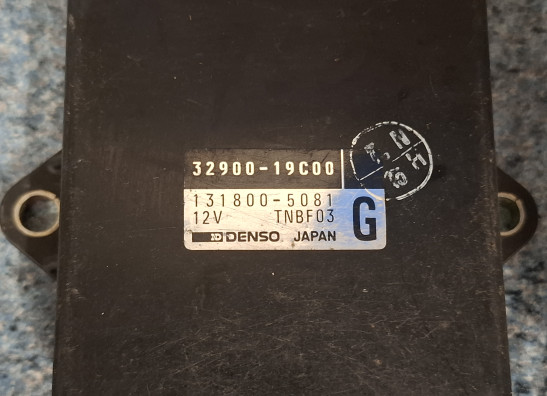 32900-19C00
131800-5081
12V TNBF03 G
DENSO JAPAN